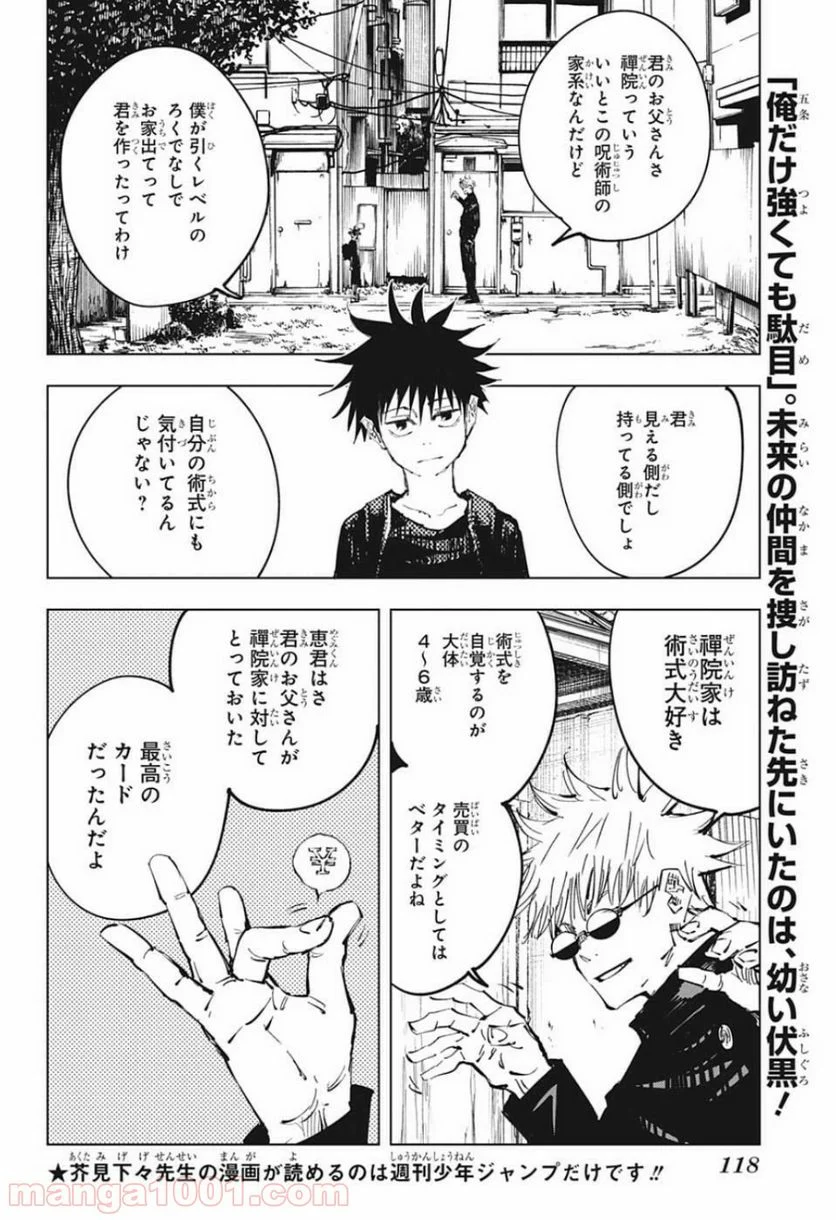 「俺だけ強くても駄目」。未来の仲間を捜し訪ねた先にいたのは、幼い伏黒!
君のお父さんさ
禪院っていう
いいとこの呪術師の
家系なんだけど
僕が引くレベルの
ろくでなしで
お家出てって
君を作ったってわけ
君
見える側だし
持ってる側でしょ
自分の術式にも
気付いてるん
じゃない?
禪院家は
術式大好き
術式を
自覚するのが
大体
4~6歳
売買の
タイミングとしては
ベターだよね
恵君はさ
君のお父さんが
禪院家に対して
とっておいた
最高の
カード
だったんだよ
¥
★芥見下々先生の漫画が読めるのは週刊少年ジャンプだけです!!
118
manga1001.com